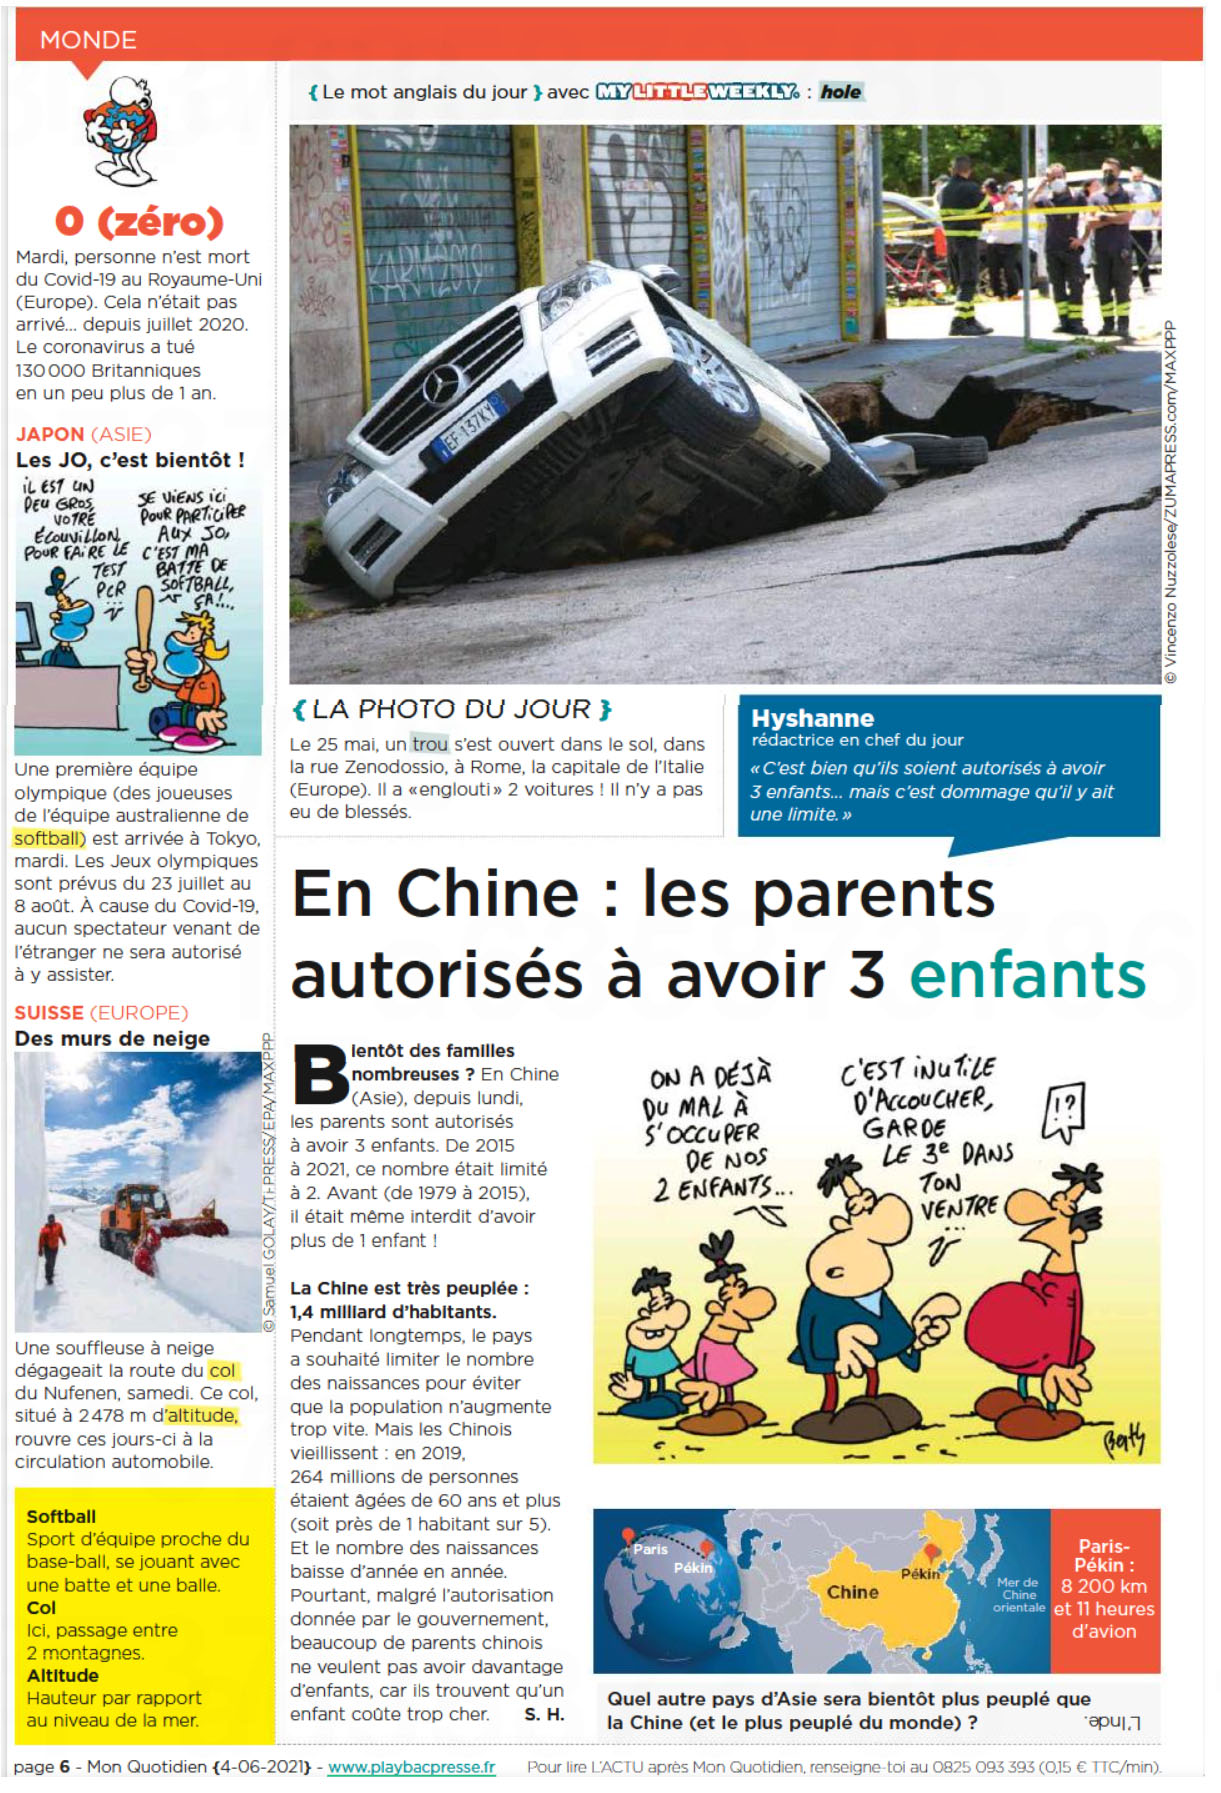 MONDE
0 (zéro)
Mardi, personne n'est mort
du Covid-19 au Royaume-Uni
(Europe). Cela n'était pas
arrivé... depuis juillet 2020.
Le coronavirus a tué
130 000 Britanniques
en un peu plus de 1 an.
JAPON (ASIE)
Les JO, c'est bientôt !
iL EST UN
PEU GROS
VOTRE
ÉCOUVILLON
POUR FAIRE LE
TEST
PCR
...
JE VIENS ICI
POUR PARTICIPER
AUX JO,
C'EST MA
BATTE DE
SOFTBALL,
ÇA!...
Une première équipe
olympique (des joueuses
de l'équipe australienne de
softball) est arrivée à Tokyo,
mardi. Les Jeux olympiques
sont prévus du 23 juillet au
8 août. À cause du Covid-19,
aucun spectateur venant de
l'étranger ne sera autorisé
à y assister.
SUISSE (EUROPE)
Des murs de neige
© Samuel GOLAY/TI-PRESS/EPA/MAXPPP
Une souffleuse à neige
dégageait la route du col
du Nufenen, samedi. Ce col,
situé à 2 478 m d'altitude,
rouvre ces jours-ci à la
circulation automobile.
Softball
Sport d'équipe proche du
base-ball, se jouant avec
une batte et une balle.
Col
Ici, passage entre
2 montagnes.
Altitude
Hauteur par rapport
au niveau de la mer.
{ Le mot anglais du jour } avec MY LITTLE WEEKLY. : hole
KARM 2019
EF 137KY
© Vincenzo Nuzzolese/ZUMAPRESS.com/MAXPPP
{ LA PHOTO DU JOUR }
Le 25 mai, un trou s'est ouvert dans le sol, dans
la rue Zenodossio, à Rome, la capitale de l'Italie
(Europe). Il a «englouti» 2 voitures ! Il n'y a pas
eu de blessés.
Hyshanne
rédactrice en chef du jour
« C'est bien qu'ils soient autorisés à avoir
3 enfants... mais c'est dommage qu'il y ait
une limite. »
En Chine : les parents
autorisés à avoir 3 enfants
Bientôt des familles
nombreuses ? En Chine
(Asie), depuis lundi,
les parents sont autorisés
à avoir 3 enfants. De 2015
à 2021, ce nombre était limité
à 2. Avant (de 1979 à 2015),
il était même interdit d'avoir
plus de 1 enfant !
La Chine est très peuplée :
1,4 milliard d'habitants.
Pendant longtemps, le pays
a souhaité limiter le nombre
des naissances pour éviter
que la population n'augmente
trop vite. Mais les Chinois
vieillissent : en 2019,
264 millions de personnes
étaient âgées de 60 ans et plus
(soit près de 1 habitant sur 5).
Et le nombre des naissances
baisse d'année en année.
Pourtant, malgré l'autorisation
donnée par le gouvernement,
beaucoup de parents chinois
ne veulent pas avoir davantage
d'enfants, car ils trouvent qu'un
enfant coûte trop cher. S. H.
ON A DÉJÀ
DU MAL À
S'OCCUPER
DE NOS
2 ENFANTS...
C'EST INUTILE
D'ACCOUCHER,
GARDE
LE 3e DANS
TON
VENTRE
...
!?
Berth
Paris
Pékin
Chine
Pékin
Mer de
Chine
orientale
Paris-
Pékin :
8 200 km
et 11 heures
d'avion
Quel autre pays d'Asie sera bientôt plus peuplé que
la Chine (et le plus peuplé du monde) ?
L'Inde.
page 6 - Mon Quotidien {4-06-2021} - www.playbacpresse.fr
Pour lire L'ACTU après Mon Quotidien, renseigne-toi au 0825 093 393 (0,15 € TTC/min).